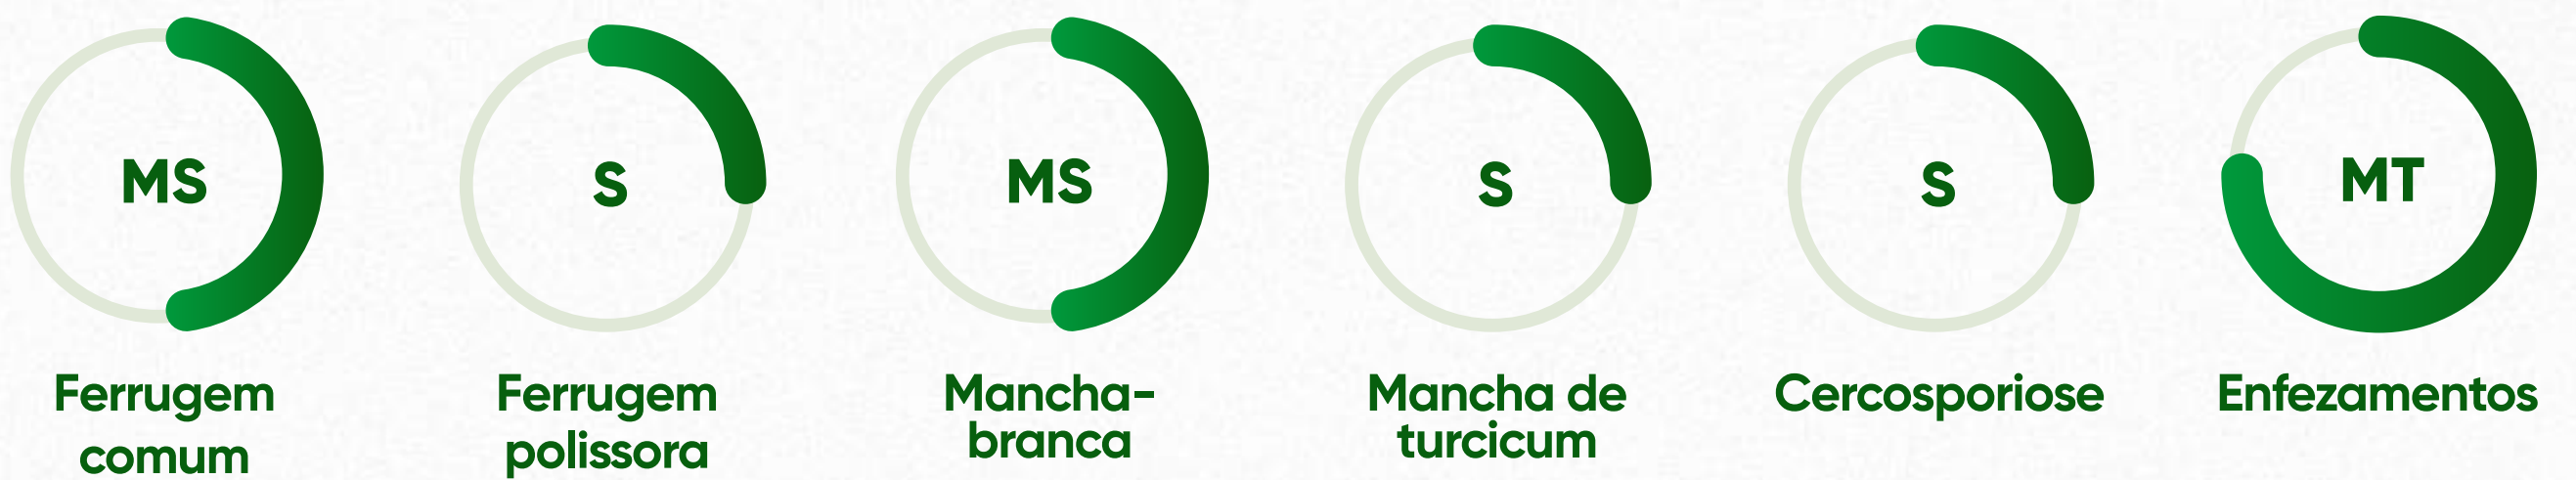 MS
Ferrugem
comum
S
Ferrugem
polissora
MS
Mancha-
branca
S
Mancha de
turcicum
S
Cercosporiose
MT
Enfezamentos